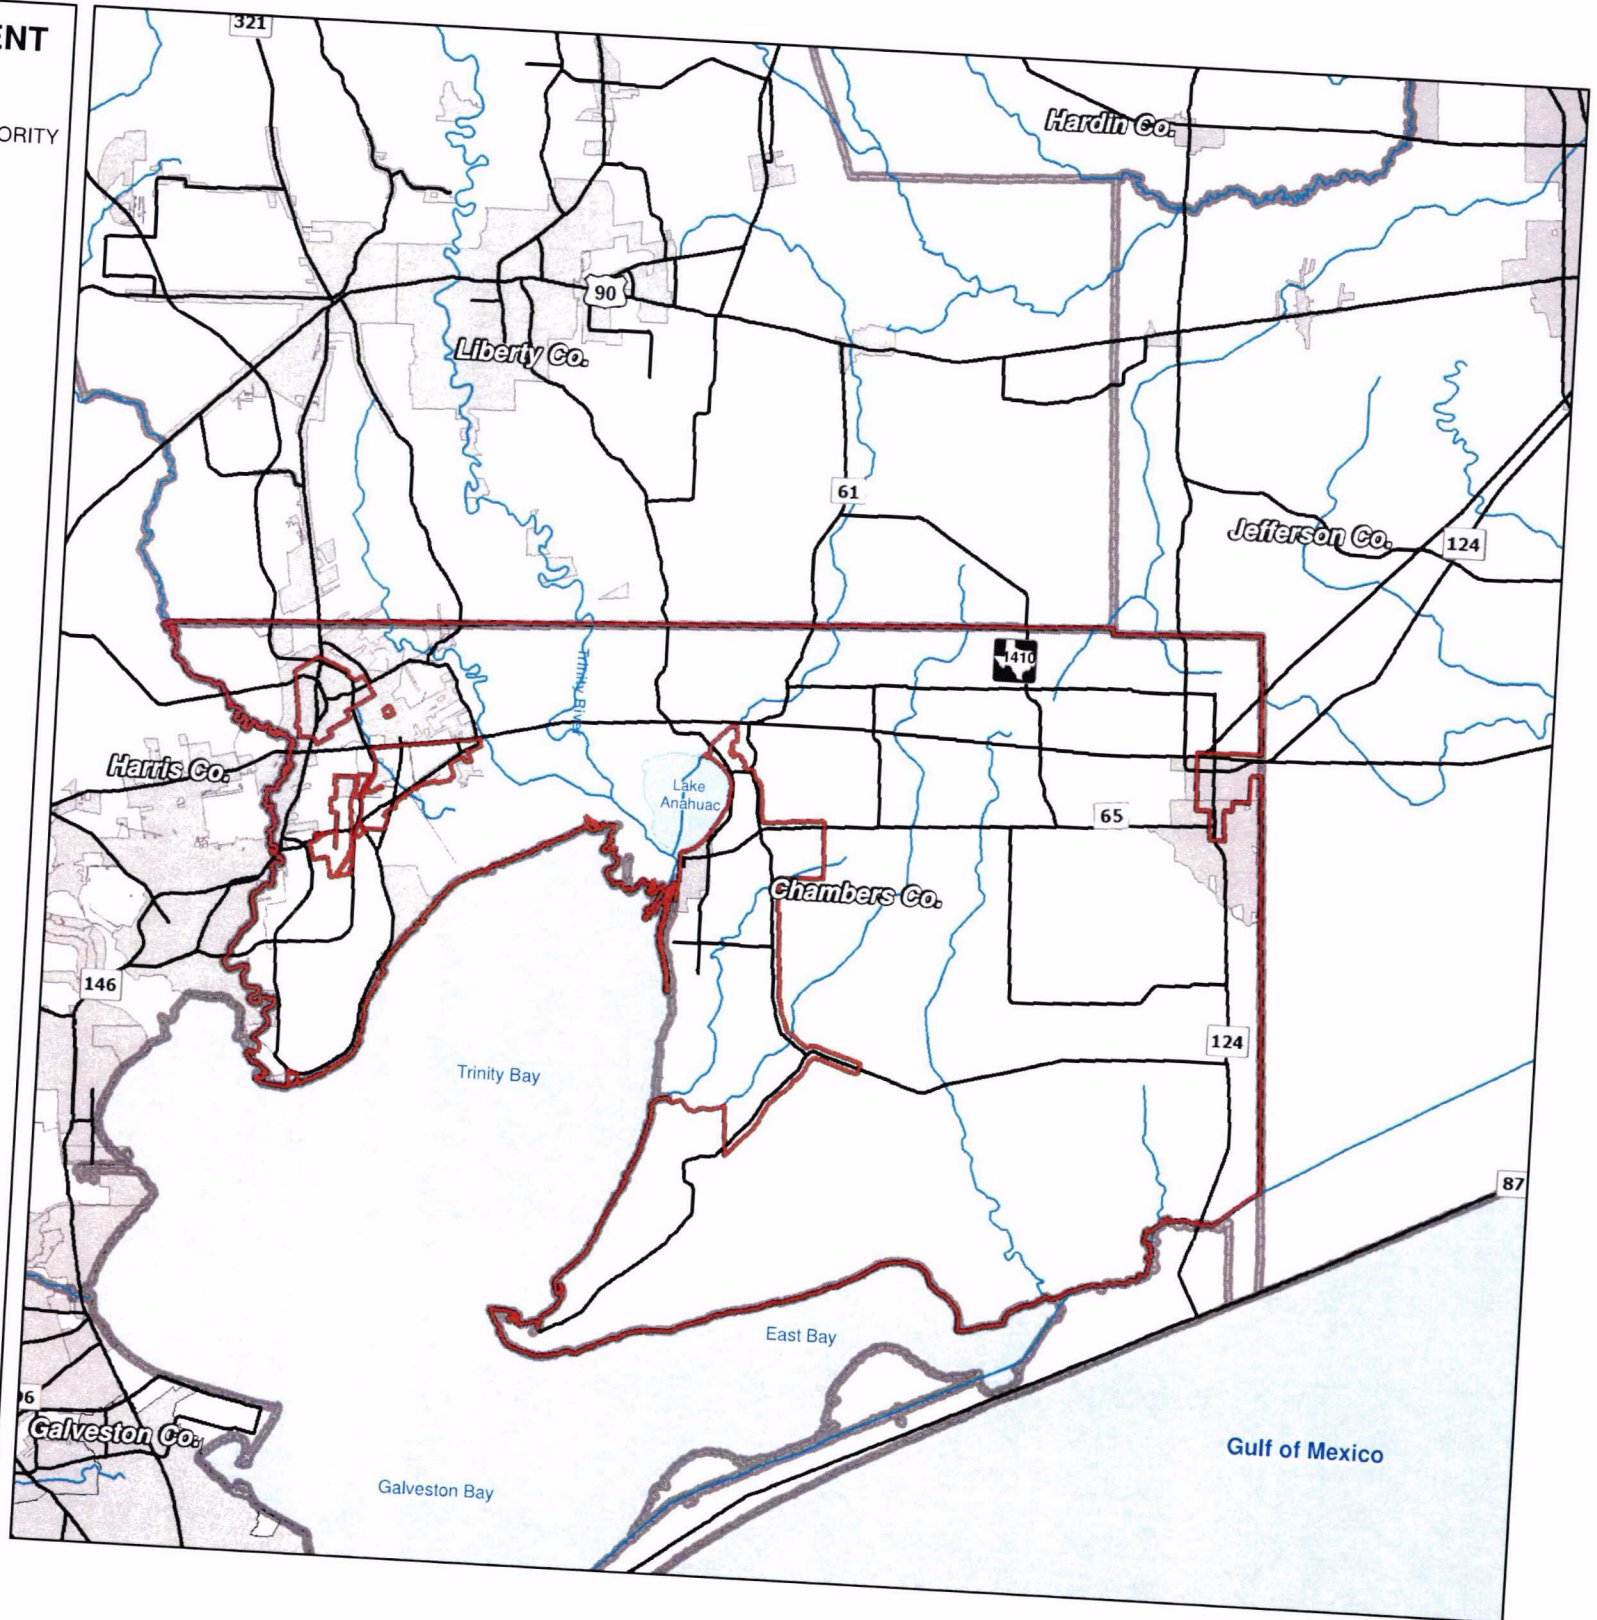 ENT
ORITY
321
Hardin Co.
90
Liberty Co.
61
Jefferson Co.
124
1410
Trinity River
Harris Co.
Lake
Anahuac
65
Chambers Co.
146
124
Trinity Bay
87
East Bay
96
Galveston Co.
Gulf of Mexico
Galveston Bay